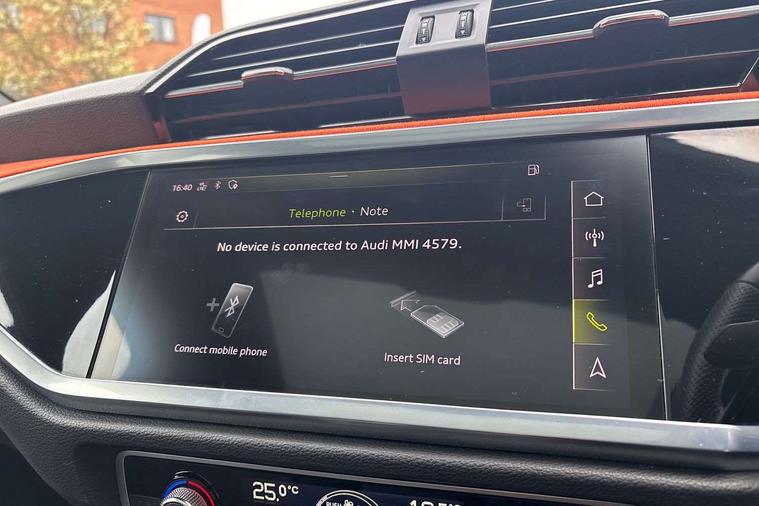 16:40
Telephone · Note
No device is connected to Audi MMI 4579.
Connect mobile phone
Insert SIM card
25.0°C
PUSH